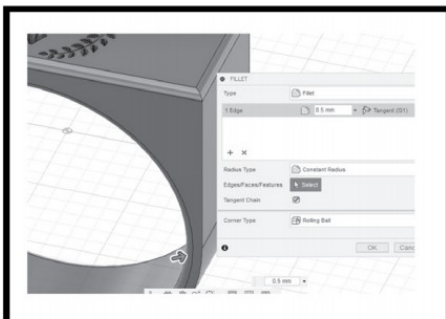 FILLET
Type Fillet
1 Edge 0.5 mm Tangent (G1)
Radius Type Constant Radius
Edges/Faces/Features Select
Tangent Chain
Corner Type Rolling Ball
OK Canc
0.5 mm